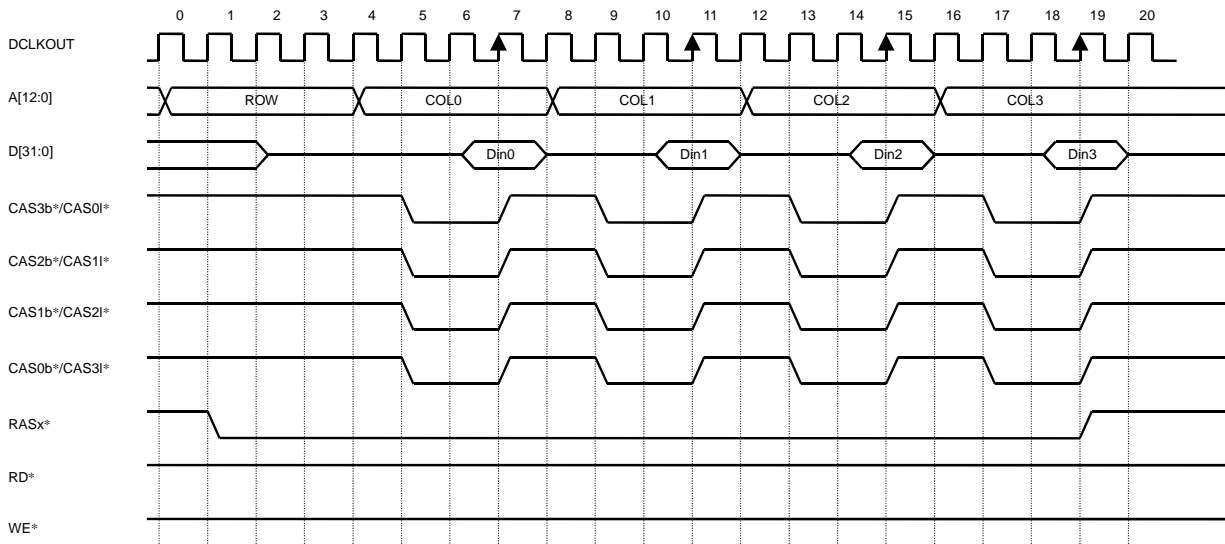 0 1 2 3 4 5 6 7 8 9 10 11 12 13 14 15 16 17 18 19 20
DCLKOUT
A[12:0] ROW COL0 COL1 COL2 COL3
D[31:0] Din0 Din1 Din2 Din3
CAS3b*/CAS0l*
CAS2b*/CAS1l*
CAS1b*/CAS2l*
CAS0b*/CAS3l*
RASx*
RD*
WE*